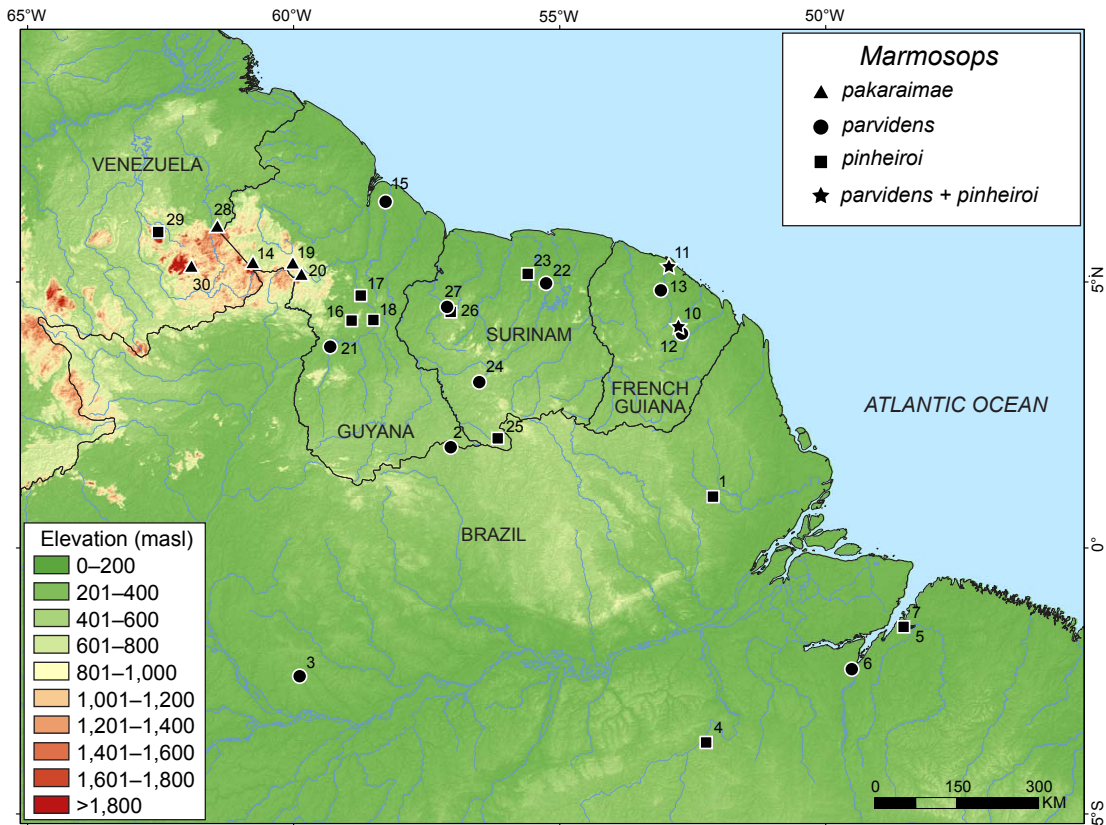 65°W 60°W 55°W 50°W
Marmosops
pakaraimae
parvidens
pinheiroi
parvidens + pinheiroi
VENEZUELA
15
29
28
14
19
20
30
11
23
22
13
5°N
17
27
26
10
16
18
SURINAM
12
21
24
FRENCH
GUIANA
ATLANTIC OCEAN
GUYANA
2
25
1
BRAZIL
0°
Elevation (masl)
0–200
201–400
401–600
601–800
801–1,000
1,001–1,200
1,201–1,400
1,401–1,600
1,601–1,800
>1,800
7
5
3
6
4
0 150 300
KM
5°S